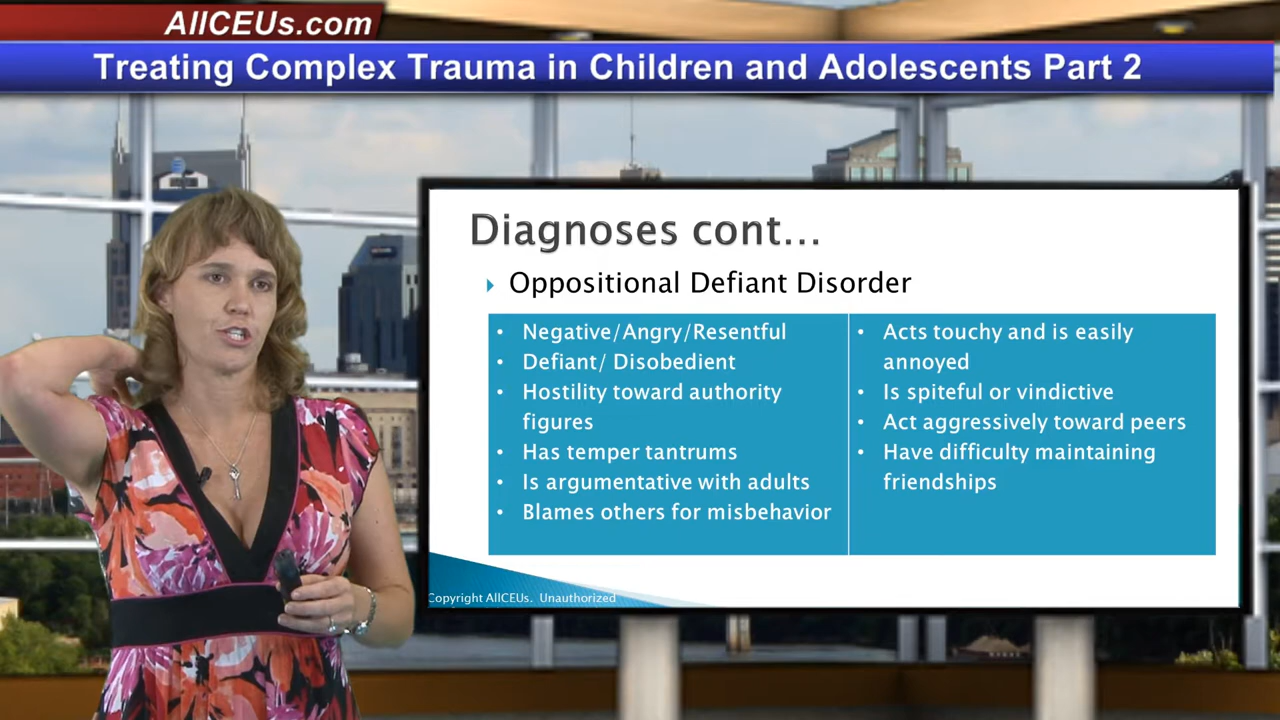 AllCEUs.com
Treating Complex Trauma in Children and Adolescents Part 2
Diagnoses cont...
Oppositional Defiant Disorder
• Negative/Angry/Resentful
• Defiant/ Disobedient
• Hostility toward authority
figures
• Has temper tantrums
• Is argumentative with adults
• Blames others for misbehavior
• Acts touchy and is easily
annoyed
• Is spiteful or vindictive
• Act aggressively toward peers
• Have difficulty maintaining
friendships
Copyright AllCEUs. Unauthorized